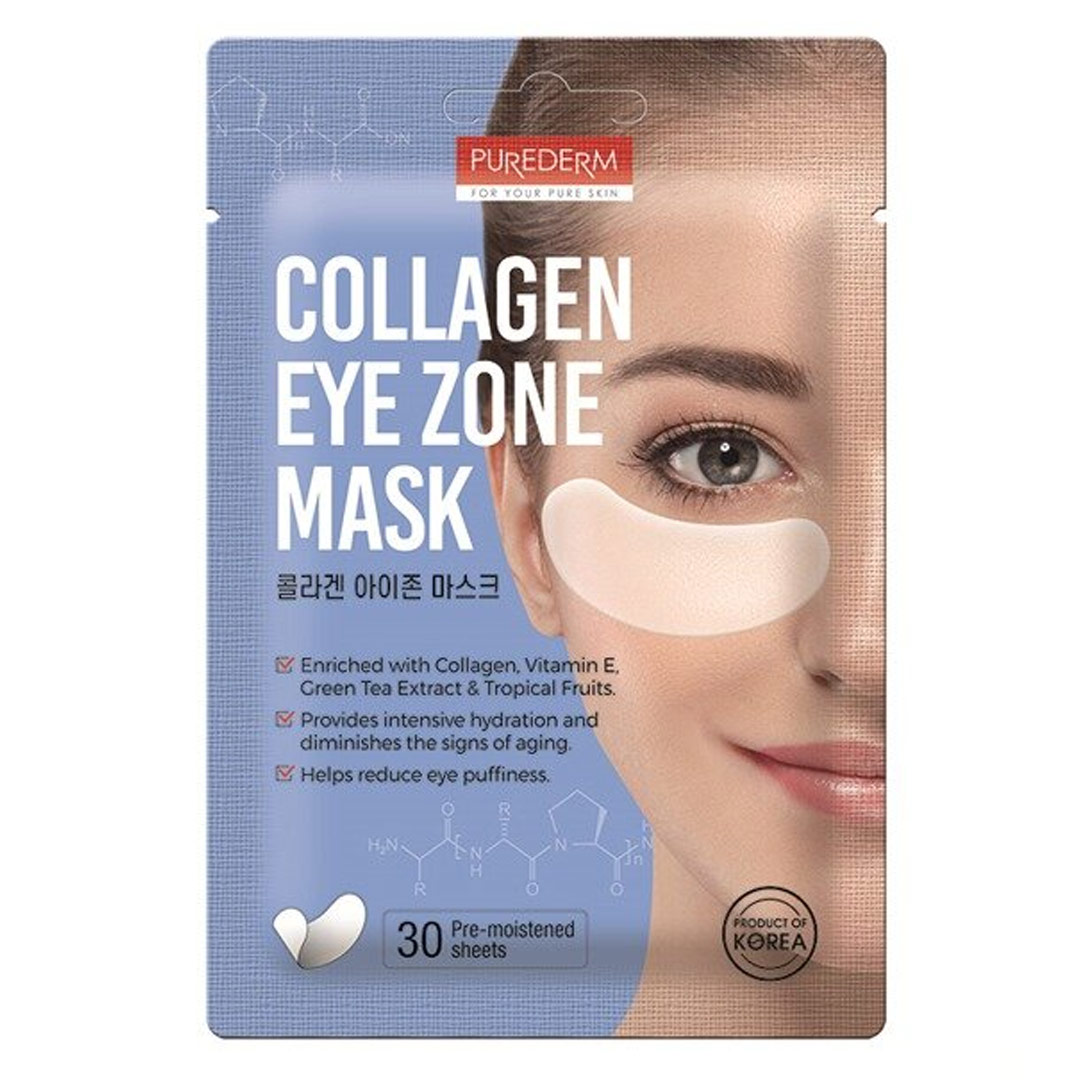 PUREDERM
FOR YOUR PURE SKIN
COLLAGEN
EYE ZONE
MASK
콜라겐 아이존 마스크
Enriched with Collagen, Vitamin E,
Green Tea Extract & Tropical Fruits.
Provides intensive hydration and
diminishes the signs of aging.
Helps reduce eye puffiness.
H₂N
R
O
N
H
R
O
N
O
n
H
N
30 Pre-moistened
sheets
PRODUCT OF
KOREA